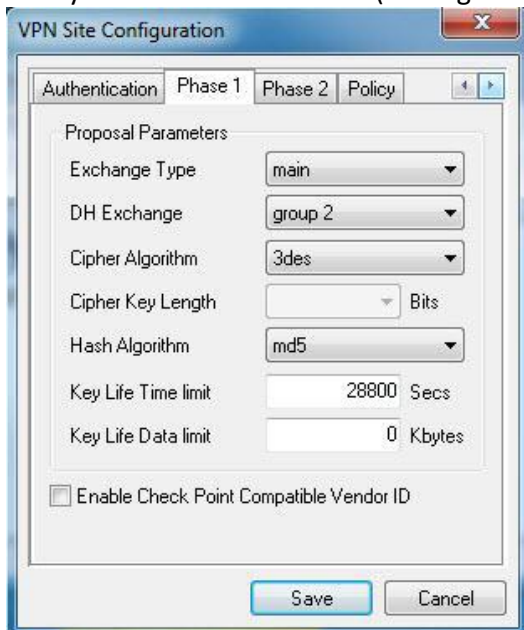 VPN Site Configuration
Authentication Phase 1 Phase 2 Policy
Proposal Parameters
Exchange Type main
DH Exchange group 2
Cipher Algorithm 3des
Cipher Key Length Bits
Hash Algorithm md5
Key Life Time limit 28800 Secs
Key Life Data limit 0 Kbytes
Enable Check Point Compatible Vendor ID
Save Cancel